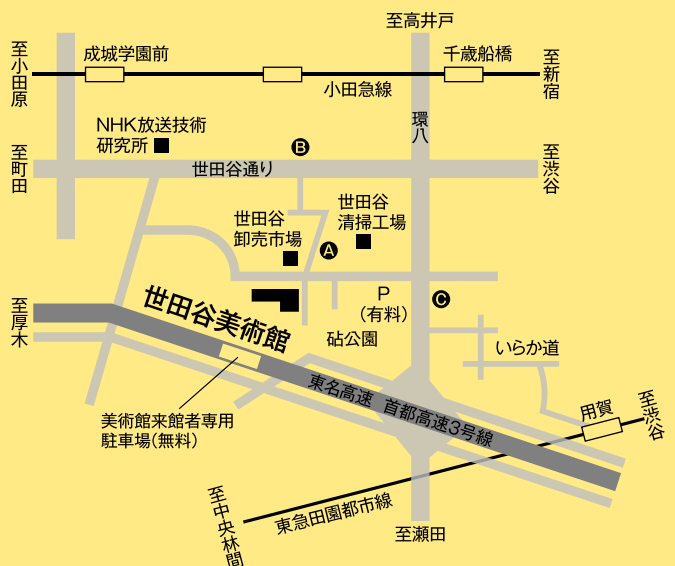 至高井戸
至小田原
成城学園前
千歳船橋
至新宿
小田急線
NHK放送技術
研究所
環八
B
至町田
世田谷通り
至渋谷
世田谷
清掃工場
世田谷
卸売市場
A
P
(有料)
C
至厚木
世田谷美術館
砧公園
いらか道
東名高速 首都高速3号線
美術館来館者専用
駐車場(無料)
用賀
至渋谷
至中央林間
東急田園都市線
至瀬田